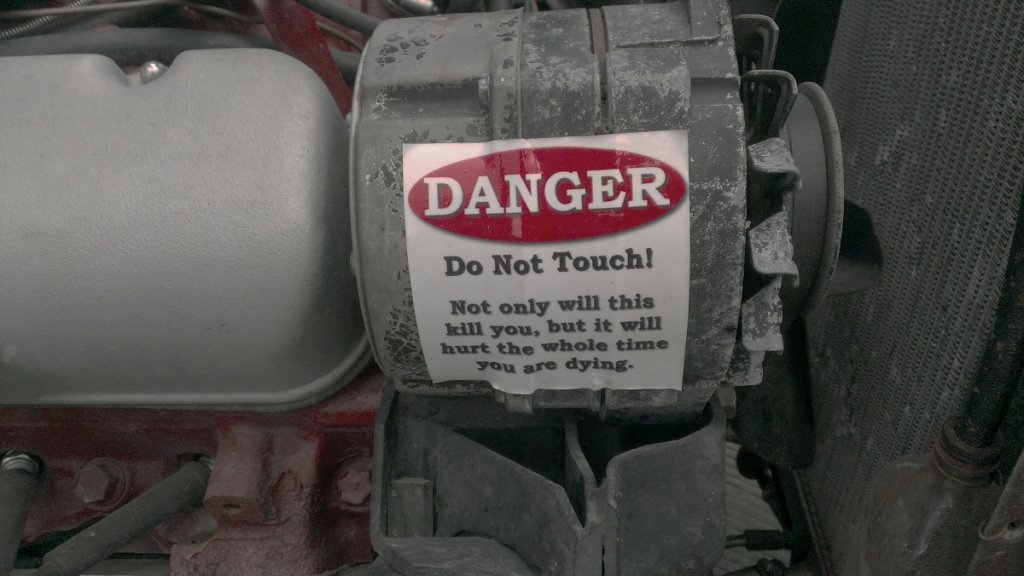 DANGER
Do Not Touch!
Not only will this
kill you, but it will
hurt the whole time
you are dying.